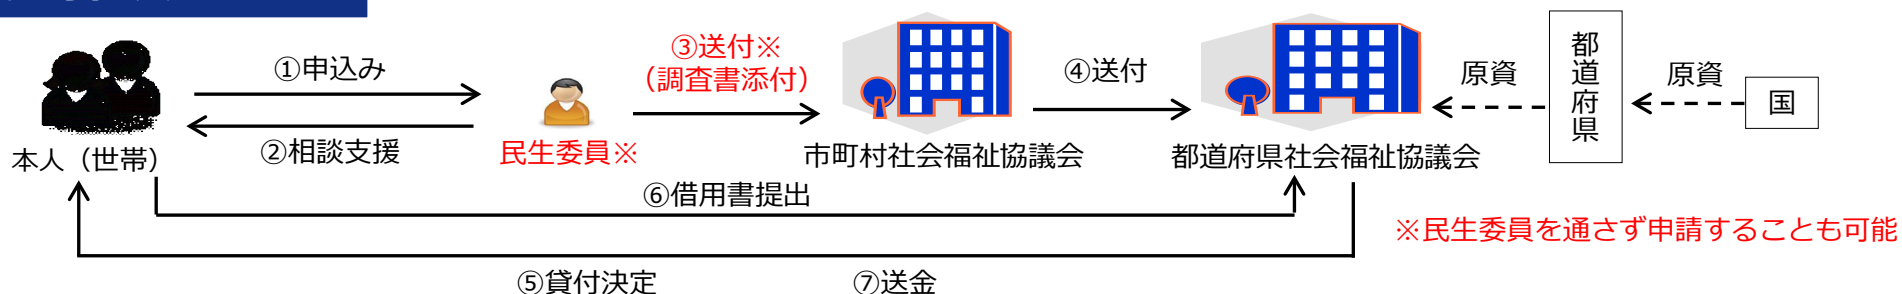 ①申込み
②相談支援
本人（世帯）
民生委員※
③送付※
（調査書添付）
市町村社会福祉協議会
④送付
都道府県社会福祉協議会
原資
都道府県
原資
国
⑥借用書提出
⑤貸付決定
⑦送金
※民生委員を通さず申請することも可能